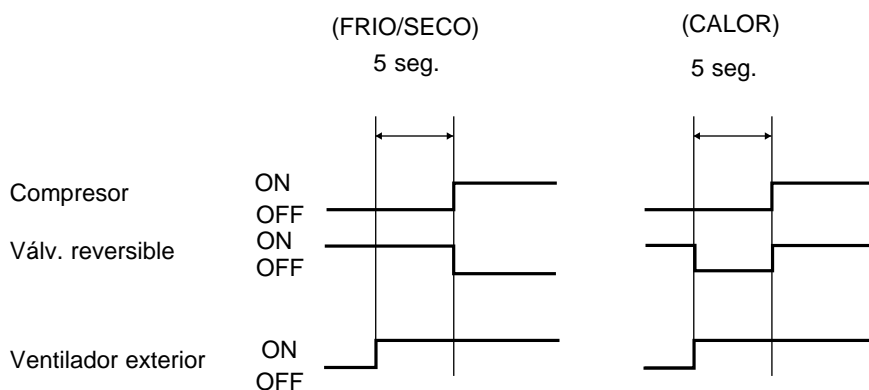 (FRIO/SECO)
(CALOR)
5 seg.
5 seg.
Compresor
ON
OFF
Válv. reversible
ON
OFF
Ventilador exterior
ON
OFF